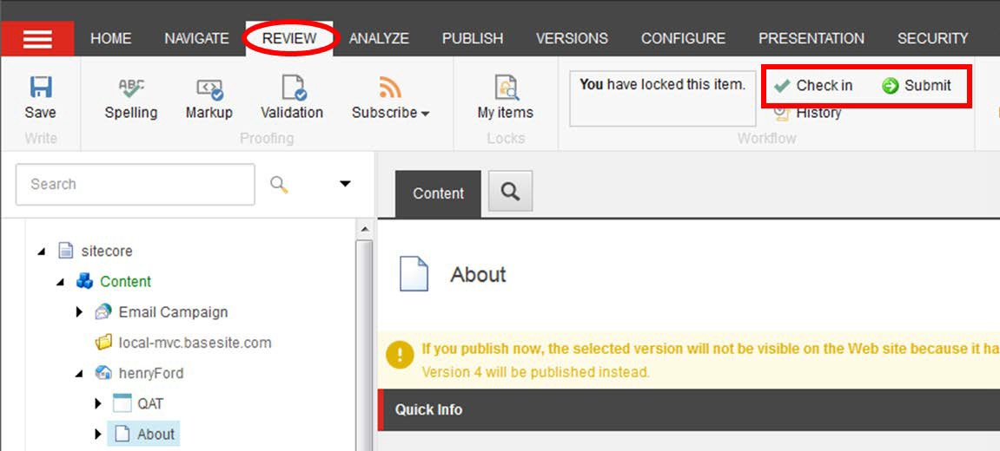 HOME NAVIGATE REVIEW ANALYZE PUBLISH VERSIONS CONFIGURE PRESENTATION SECURITY
Save
Write
ABC
Spelling Markup Validation Subscribe
Proofing
My items
Locks
You have locked this item.
Check in Submit
History
Workflow
Search
sitecore
Content
Email Campaign
local-mvc.basesite.com
henryFord
QAT
About
Content
About
If you publish now, the selected version will not be visible on the Web site because it ha
Version 4 will be published instead.
Quick Info